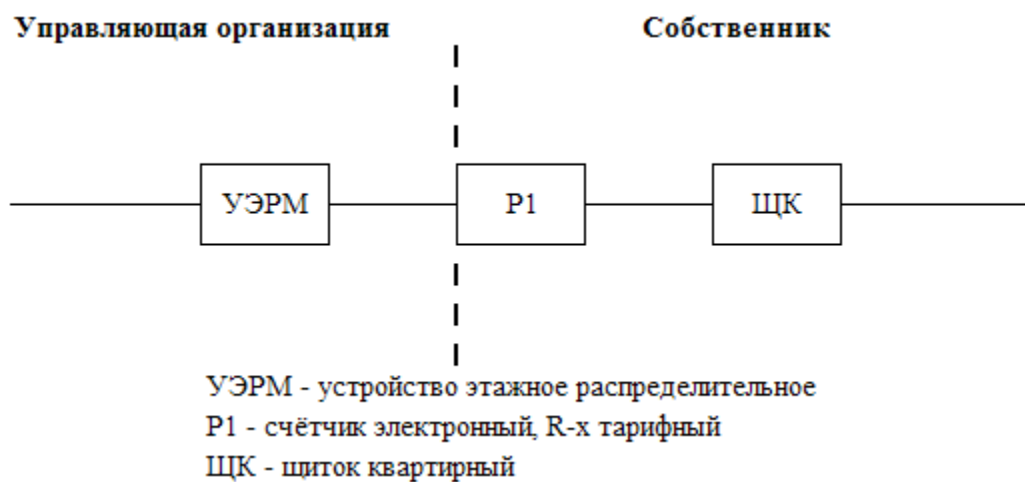 Управляющая организация
Собственник
УЭРМ
Р1
ЩК
УЭРМ - устройство этажное распределительное
Р1 - счётчик электронный, R-х тарифный
ЩК - щиток квартирный